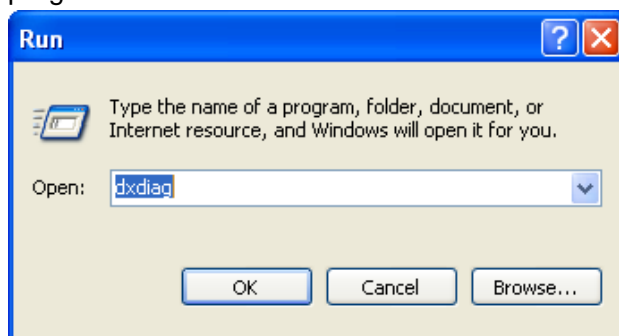 Run
Type the name of a program, folder, document, or
Internet resource, and Windows will open it for you.
Open: dxdiag
OK Cancel Browse...